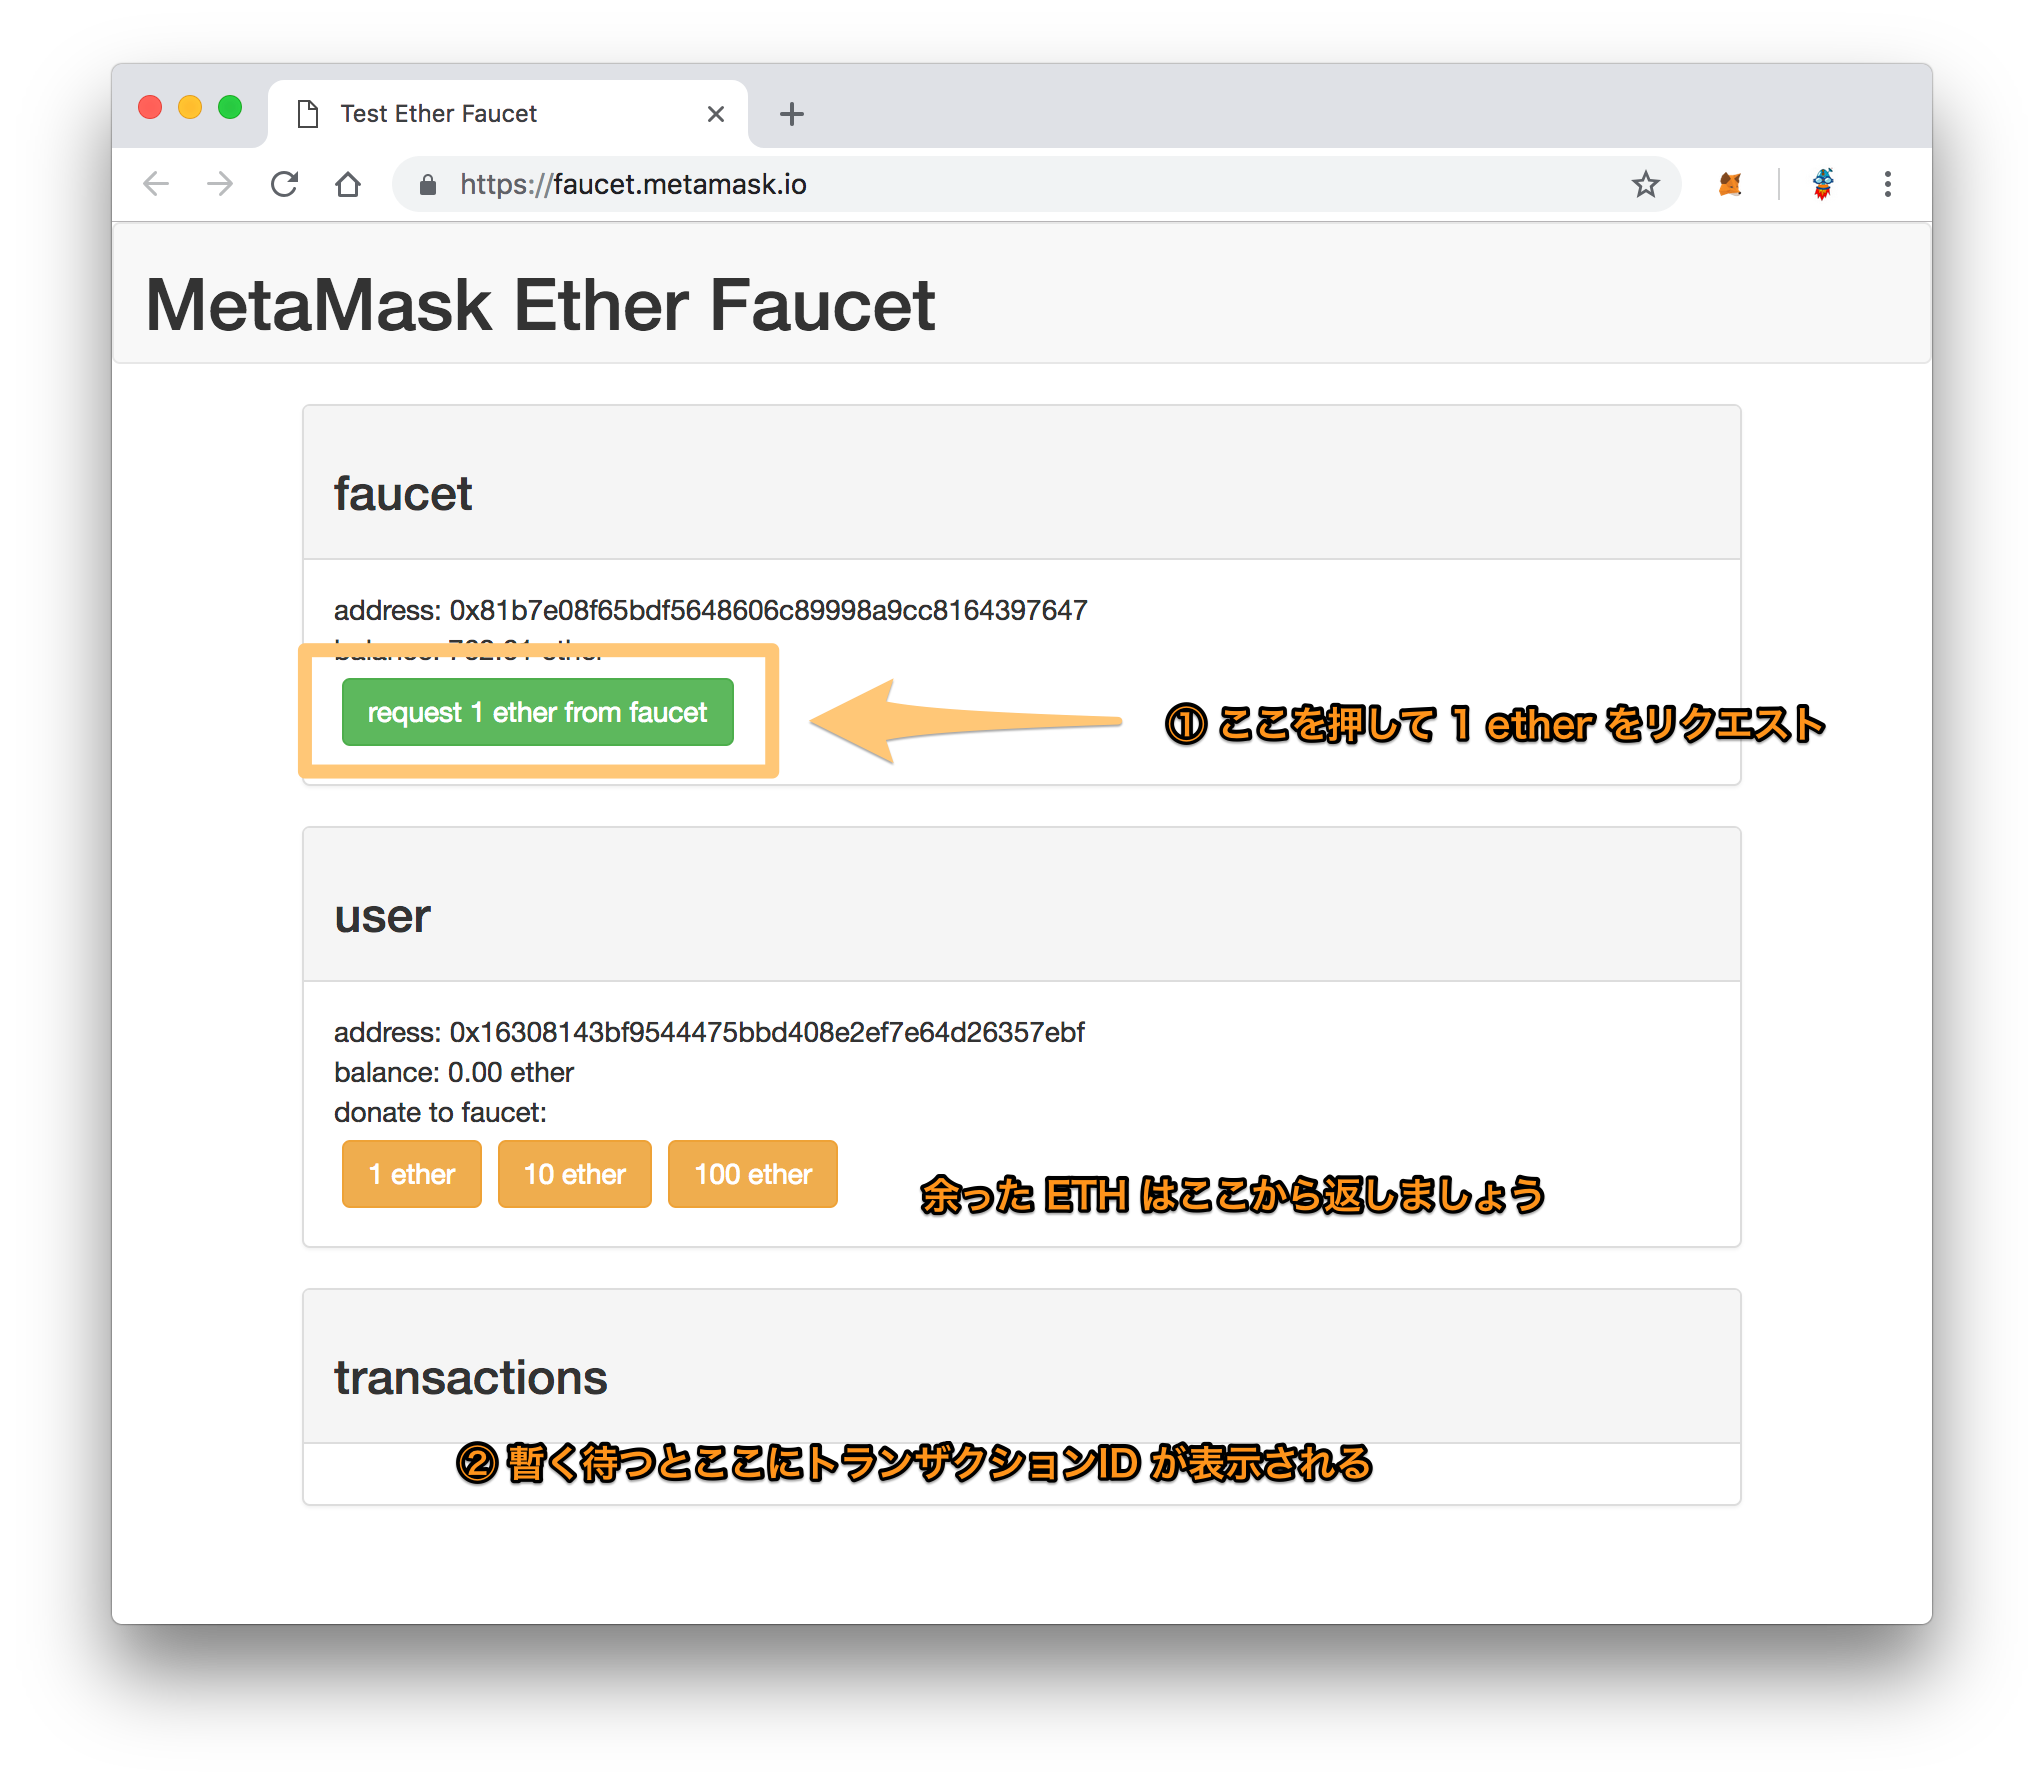 Test Ether Faucet
https://faucet.metamask.io
MetaMask Ether Faucet
faucet
address: 0x81b7e08f65bdf5648606c89998a9cc8164397647
balance: ether
request 1 ether from faucet
① ここを押して 1 ether をリクエスト
user
address: 0x16308143bf9544475bbd408e2ef7e64d26357ebf
balance: 0.00 ether
donate to faucet:
1 ether 10 ether 100 ether
余った ETH はここから返しましょう
transactions
② 暫く待つとここにトランザクションID が表示される